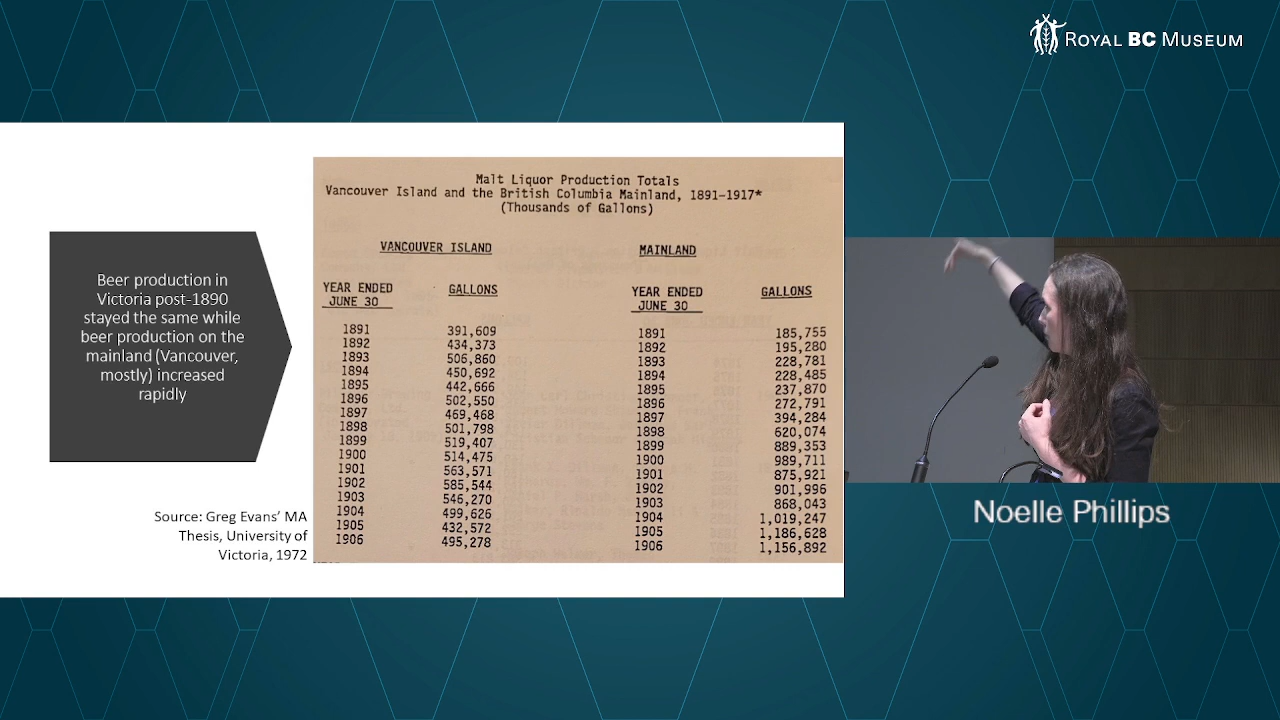 ROYAL BC MUSEUM
Beer production in
Victoria post-1890
stayed the same while
beer production on the
mainland (Vancouver,
mostly) increased
rapidly
Source: Greg Evans' MA
Thesis, University of
Victoria, 1972
Malt Liquor Production Totals
Vancouver Island and the British Columbia Mainland, 1891-1917*
(Thousands of Gallons)
VANCOUVER ISLAND
YEAR ENDED GALLONS
JUNE 30
1891 391,609
1892 434,373
1893 506,860
1894 450,692
1895 442,666
1896 502,550
1897 469,468
1898 501,798
1899 519,407
1900 514,475
1901 563,571
1902 585,544
1903 546,270
1904 499,626
1905 432,572
1906 495,278
MAINLAND
YEAR ENDED GALLONS
JUNE 30
1891 185,755
1892 195,280
1893 228,781
1894 228,485
1895 237,870
1896 272,791
1897 394,284
1898 620,074
1899 889,353
1900 989,711
1901 875,921
1902 901,996
1903 868,043
1904 1,019,247
1905 1,186,628
1906 1,156,892
Noelle Phillips